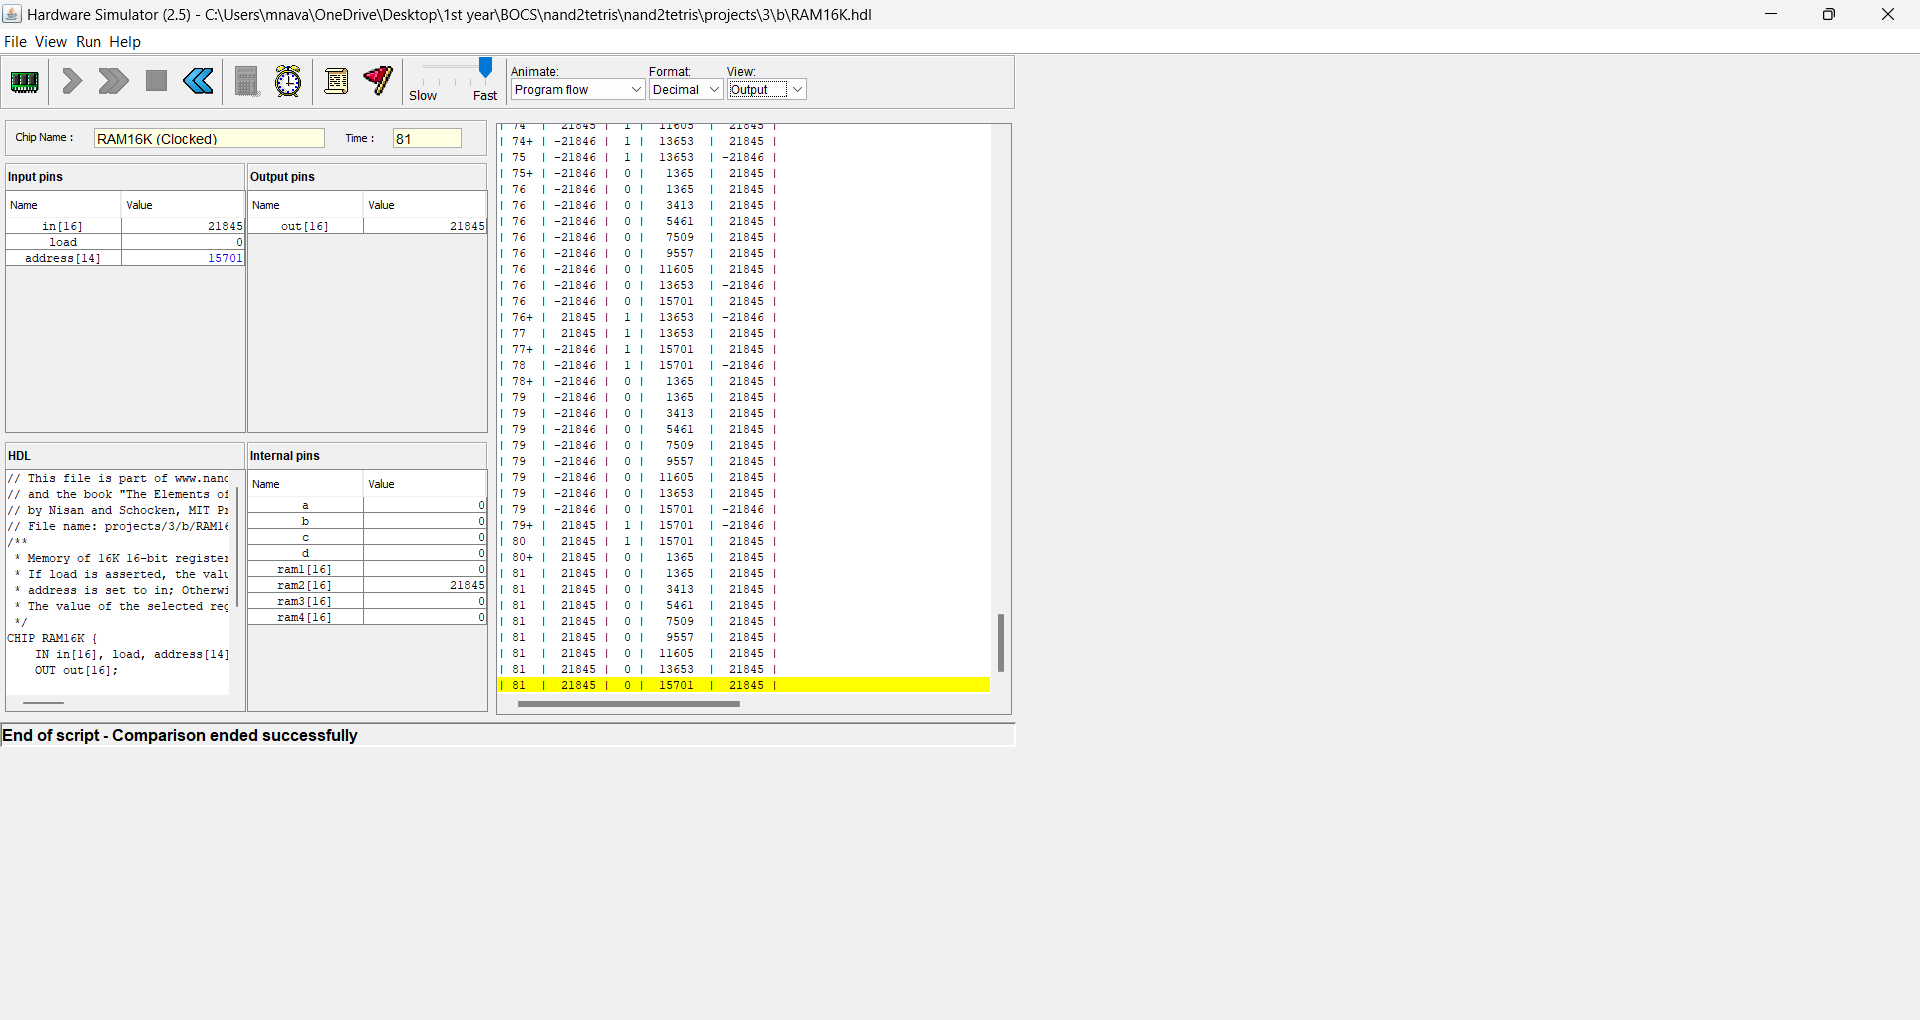 Hardware Simulator (2.5) - C:\Users\mnava\OneDrive\Desktop\1st year\BOCS\nand2tetris\nand2tetris\projects\3\b\RAM16K.hdl
File View Run Help
Slow Fast
Animate: Format: View:
Program flow Decimal Output
Chip Name : RAM16K (Clocked) Time : 81
Input pins
Name Value
in[16] 21845
load 0
address[14] 15701
Output pins
Name Value
out[16] 21845
HDL
// This file is part of www.nand
// and the book "The Elements of
// by Nisan and Schocken, MIT Pr
// File name: projects/3/b/RAM16
/**
* Memory of 16K 16-bit register
* If load is asserted, the valu
* address is set to in; Otherwi
* The value of the selected reg
*/
CHIP RAM16K {
IN in[16], load, address[14]
OUT out[16];
Internal pins
Name Value
a 0
b 0
c 0
d 0
ram1[16] 0
ram2[16] 21845
ram3[16] 0
ram4[16] 0
| 74 | 21845 | 1 | 11605 | 21845 |
| 74+ | -21846 | 1 | 13653 | 21845 |
| 75 | -21846 | 1 | 13653 | -21846 |
| 75+ | -21846 | 0 | 1365 | 21845 |
| 76 | -21846 | 0 | 1365 | 21845 |
| 76 | -21846 | 0 | 3413 | 21845 |
| 76 | -21846 | 0 | 5461 | 21845 |
| 76 | -21846 | 0 | 7509 | 21845 |
| 76 | -21846 | 0 | 9557 | 21845 |
| 76 | -21846 | 0 | 11605 | 21845 |
| 76 | -21846 | 0 | 13653 | -21846 |
| 76 | -21846 | 0 | 15701 | 21845 |
| 76+ | 21845 | 1 | 13653 | -21846 |
| 77 | 21845 | 1 | 13653 | 21845 |
| 77+ | -21846 | 1 | 15701 | 21845 |
| 78 | -21846 | 1 | 15701 | -21846 |
| 78+ | -21846 | 0 | 1365 | 21845 |
| 79 | -21846 | 0 | 1365 | 21845 |
| 79 | -21846 | 0 | 3413 | 21845 |
| 79 | -21846 | 0 | 5461 | 21845 |
| 79 | -21846 | 0 | 7509 | 21845 |
| 79 | -21846 | 0 | 9557 | 21845 |
| 79 | -21846 | 0 | 11605 | 21845 |
| 79 | -21846 | 0 | 13653 | 21845 |
| 79 | -21846 | 0 | 15701 | -21846 |
| 79+ | 21845 | 1 | 15701 | -21846 |
| 80 | 21845 | 1 | 15701 | 21845 |
| 80+ | 21845 | 0 | 1365 | 21845 |
| 81 | 21845 | 0 | 1365 | 21845 |
| 81 | 21845 | 0 | 3413 | 21845 |
| 81 | 21845 | 0 | 5461 | 21845 |
| 81 | 21845 | 0 | 7509 | 21845 |
| 81 | 21845 | 0 | 9557 | 21845 |
| 81 | 21845 | 0 | 11605 | 21845 |
| 81 | 21845 | 0 | 13653 | 21845 |
| 81 | 21845 | 0 | 15701 | 21845 |
End of script - Comparison ended successfully